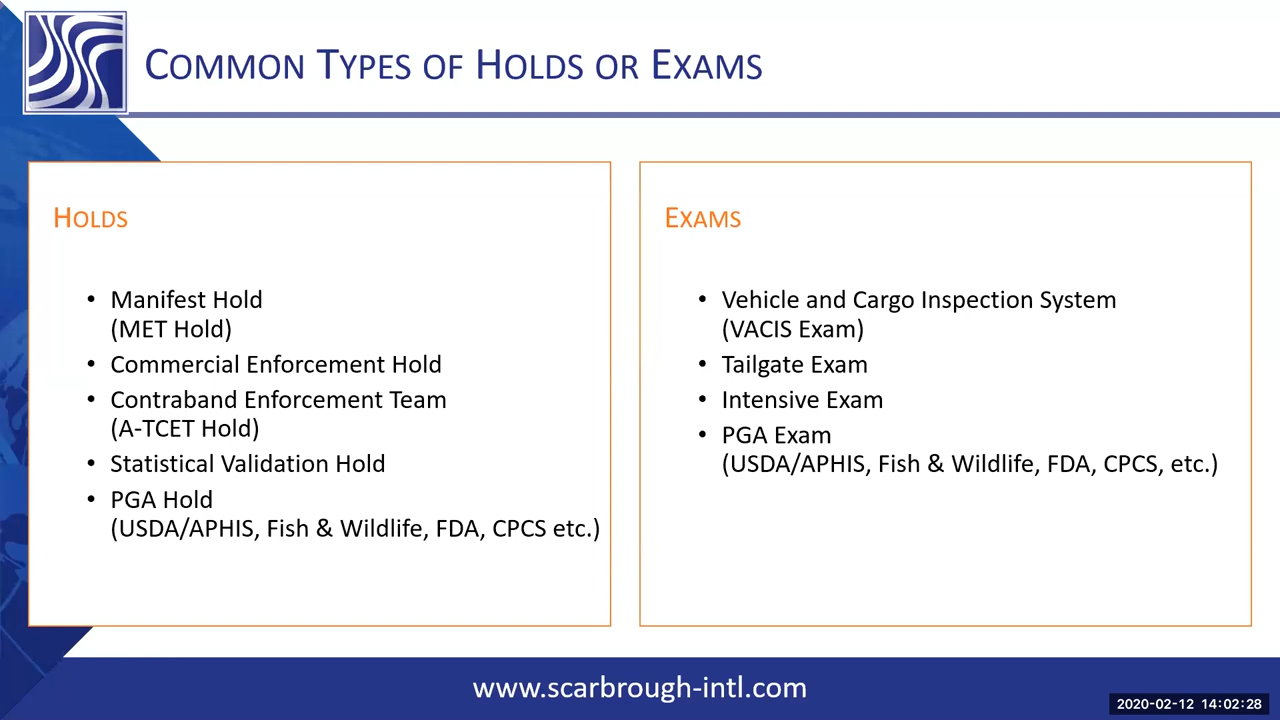 COMMON TYPES OF HOLDS OR EXAMS
HOLDS
• Manifest Hold
(MET Hold)
• Commercial Enforcement Hold
• Contraband Enforcement Team
(A-TCET Hold)
• Statistical Validation Hold
• PGA Hold
(USDA/APHIS, Fish & Wildlife, FDA, CPCS etc.)
EXAMS
• Vehicle and Cargo Inspection System
(VACIS Exam)
• Tailgate Exam
• Intensive Exam
• PGA Exam
(USDA/APHIS, Fish & Wildlife, FDA, CPCS, etc.)
www.scarbrough-intl.com
2020-02-12 14:02:28